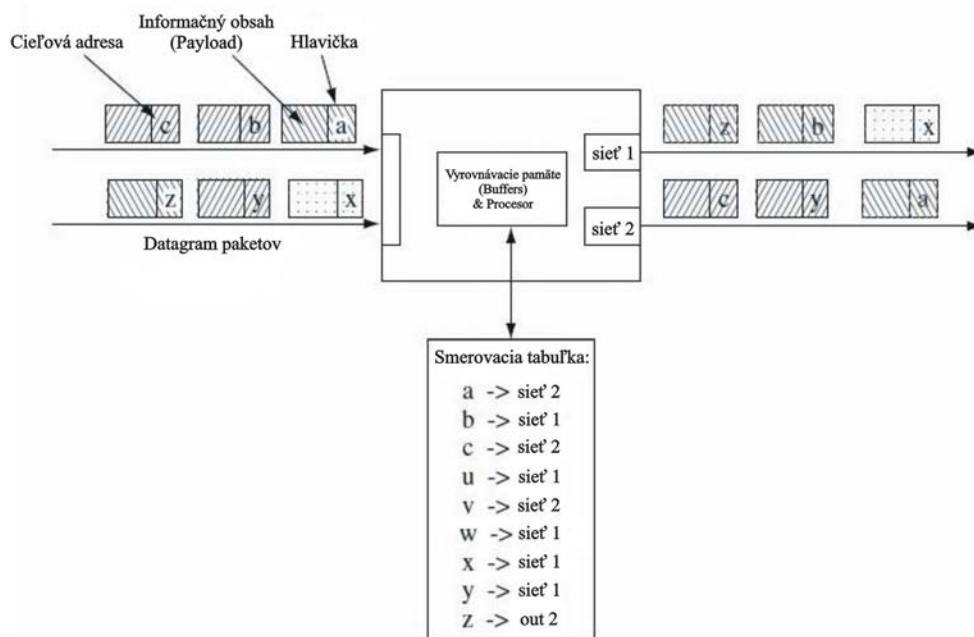 Informačný obsah
(Payload)
Cieľová adresa
Hlavička
c b a
z b x
sieť 1
Vyrovnávacie pamäte
(Buffers)
& Procesor
z y x
c y a
sieť 2
Datagram paketov
Smerovacia tabuľka:
a -> sieť 2
b -> sieť 1
c -> sieť 2
u -> sieť 1
v -> sieť 2
w -> sieť 1
x -> sieť 1
y -> sieť 1
z -> out 2